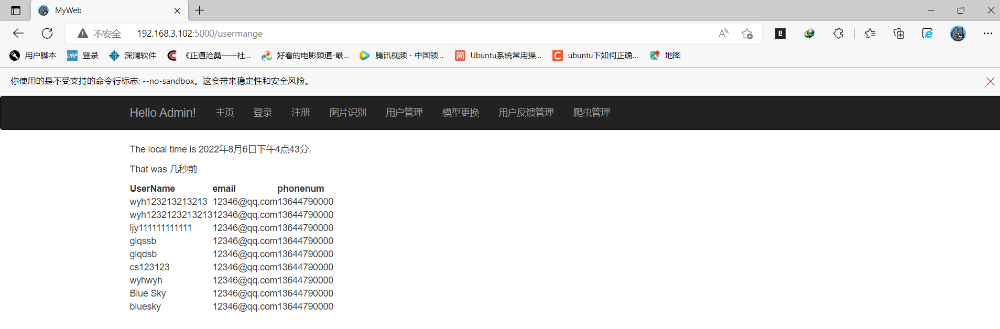 MyWeb
不安全 192.168.3.102:5000/usermange
用户脚本 URP 登录 深澜软件 《正道沧桑——社... 好看的电影频道-最... 腾讯视频 - 中国领... 简 Ubuntu系统常用操... C ubuntu下如何正确... 地图
你使用的是不受支持的命令行标志: --no-sandbox。这会带来稳定性和安全风险。
Hello Admin! 主页 登录 注册 图片识别 用户管理 模型更换 用户反馈管理 爬虫管理
The local time is 2022年8月6日下午4点43分.
That was 几秒前
UserName email phonenum
wyh123213213213 12346@qq.com 13644790000
wyh1232123213213 12346@qq.com 13644790000
ljy111111111111 12346@qq.com 13644790000
glqssb 12346@qq.com 13644790000
glqdsb 12346@qq.com 13644790000
cs123123 12346@qq.com 13644790000
wyhwyh 12346@qq.com 13644790000
Blue Sky 12346@qq.com 13644790000
bluesky 12346@qq.com 13644790000